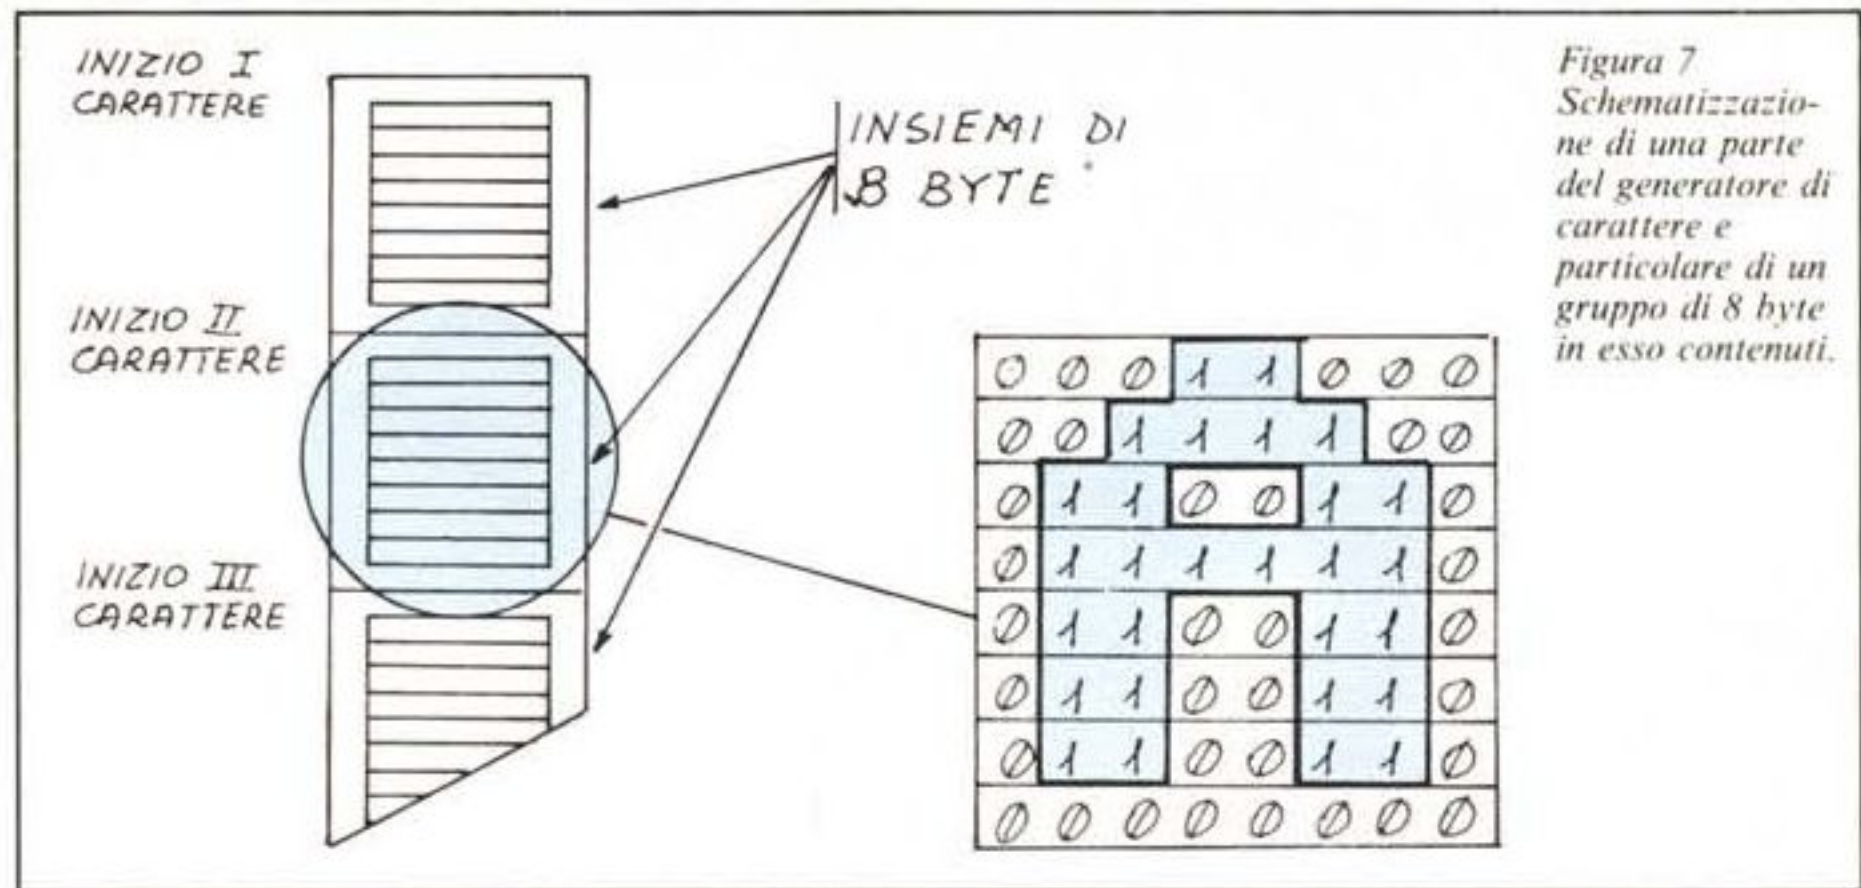 INIZIO I
CARATTERE
INSIEMI DI
8 BYTE
INIZIO II
CARATTERE
INIZIO III
CARATTERE
0 0 0 1 1 0 0 0
0 0 1 1 1 1 0 0
0 1 1 0 0 1 1 0
0 1 1 1 1 1 1 0
0 1 1 0 0 1 1 0
0 1 1 0 0 1 1 0
0 1 1 0 0 1 1 0
0 0 0 0 0 0 0 0
Figura 7
Schematizzazio-
ne di una parte
del generatore di
carattere e
particolare di un
gruppo di 8 byte
in esso contenuti.